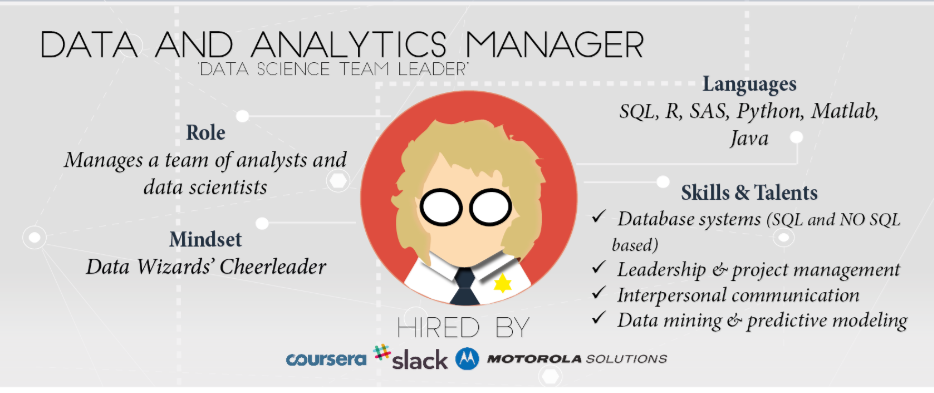 DATA AND ANALYTICS MANAGER
'DATA SCIENCE TEAM LEADER'
Role
Manages a team of analysts and
data scientists
Mindset
Data Wizards’ Cheerleader
Languages
SQL, R, SAS, Python, Matlab,
Java
Skills & Talents
✓ Database systems (SQL and NO SQL
based)
✓ Leadership & project management
✓ Interpersonal communication
✓ Data mining & predictive modeling
HIRED BY
coursera slack MOTOROLA SOLUTIONS